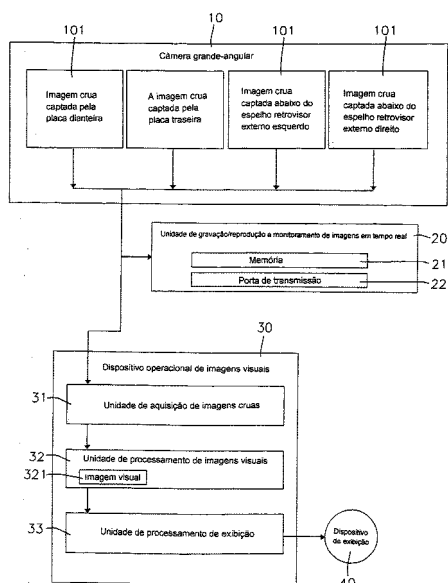 10
Câmera grande-angular
101
101
101
101
Imagem crua
captada pela
placa dianteira
A imagem crua
captada pela
placa traseira
Imagem crua
captada abaixo do
espelho retrovisor
externo esquerdo
Imagem crua
captada abaixo do
espelho retrovisor
externo direito
Unidade de gravação/reprodução e monitoramento de imagens em tempo real
20
Memória
21
Porta de transmissão
22
30
Dispositivo operacional de imagens visuais
31
Unidade de aquisição de imagens cruas
32
Unidade de processamento de imagens visuais
321
Imagem visual
33
Unidade de processamento de exibição
Dispositivo
de exibição
40